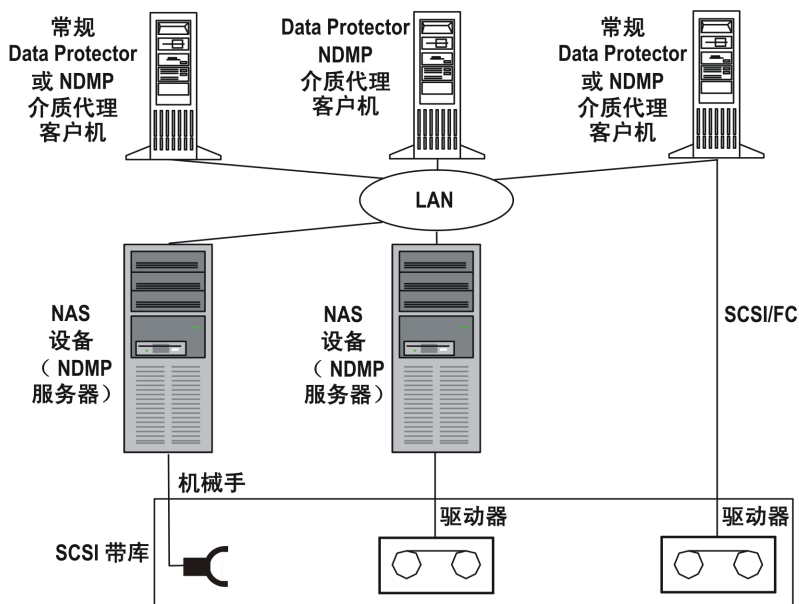 常规
Data Protector
或 NDMP
介质代理
客户机
Data Protector
NDMP
介质代理
客户机
常规
Data Protector
或 NDMP
介质代理
客户机
LAN
NAS
设备
（ NDMP
服务器）
NAS
设备
（ NDMP
服务器）
SCSI/FC
机械手
驱动器
驱动器
SCSI 带库